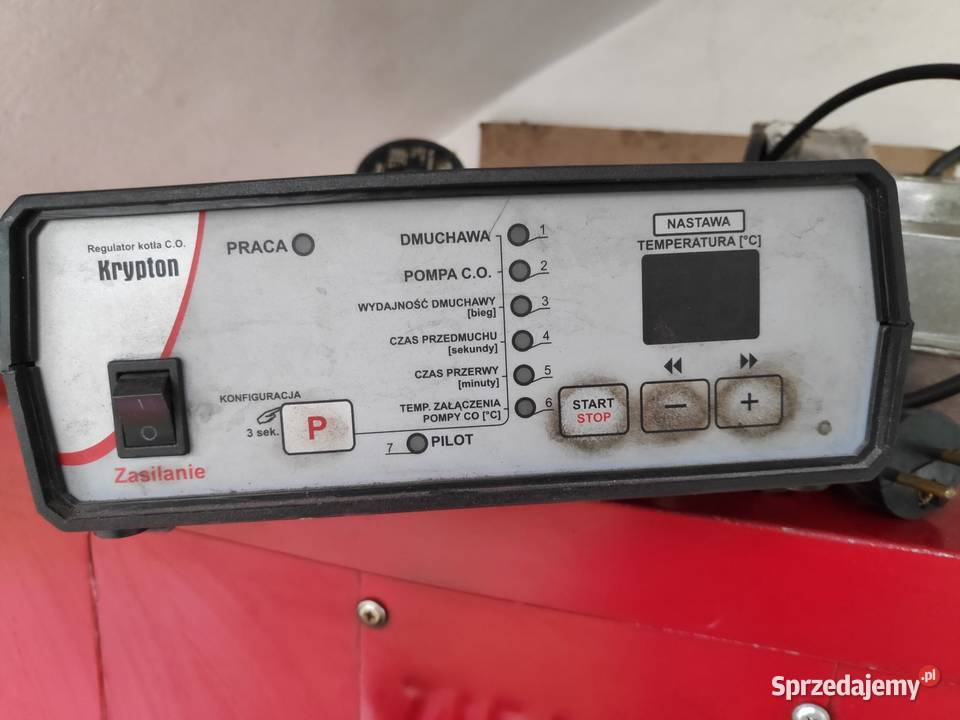 Regulator kotła C.O.
Krypton
PRACA
KONFIGURACJA
3 sek.
P
I
O
Zasilanie
DMUCHAWA 1
POMPA C.O. 2
WYDAJNOŚĆ DMUCHAWY 3
[bieg]
CZAS PRZEDMUCHU 4
[sekundy]
CZAS PRZERWY 5
[minuty]
TEMP. ZAŁĄCZENIA 6
POMPY CO [°C]
7 PILOT
NASTAWA
TEMPERATURA [°C]
START
STOP
−
+
Sprzedajemy.pl